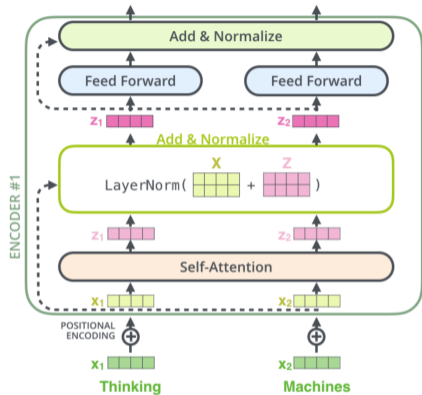 Add & Normalize
Feed Forward Feed Forward
z1 z2
Add & Normalize
X Z
LayerNorm( + )
z1 z2
Self-Attention
x1 x2
POSITIONAL
ENCODING
x1 x2
Thinking Machines
ENCODER #1